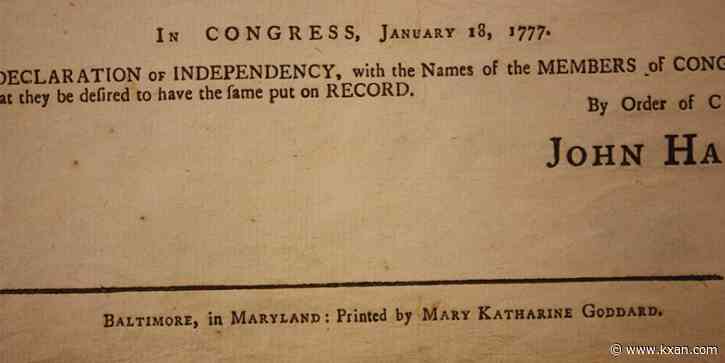 In CONGRESS, January 18, 1777.
DECLARATION of INDEPENDENCY, with the Names of the MEMBERS of CONG
at they be deſired to have the ſame put on RECORD.
By Order of C
John Ha
Baltimore, in Maryland: Printed by Mary Katharine Goddard.
www.kxan.com